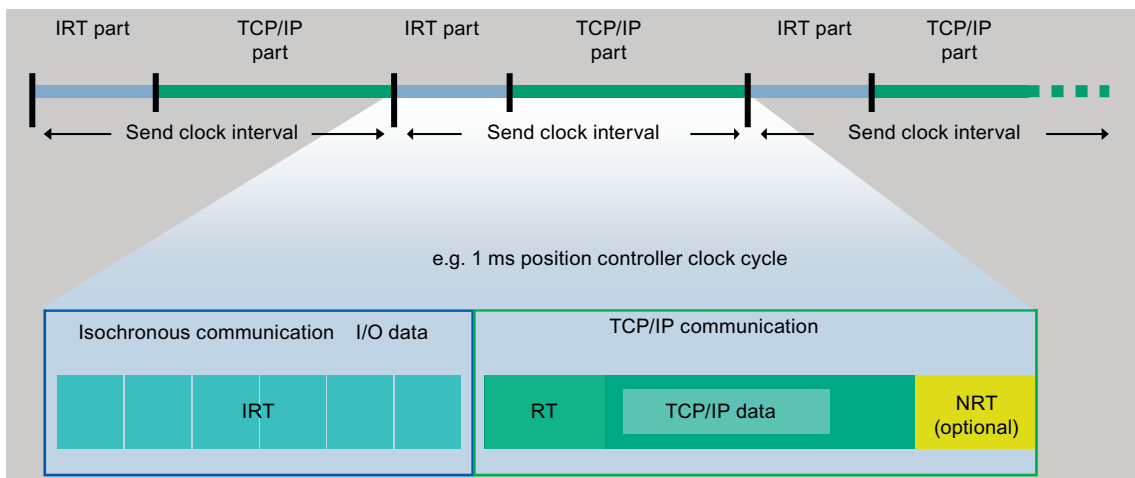 IRT part
TCP/IP
part
IRT part
TCP/IP
part
IRT part
TCP/IP
part
Send clock interval
Send clock interval
Send clock interval
e.g. 1 ms position controller clock cycle
Isochronous communication I/O data
TCP/IP communication
IRT
RT
TCP/IP data
NRT
(optional)